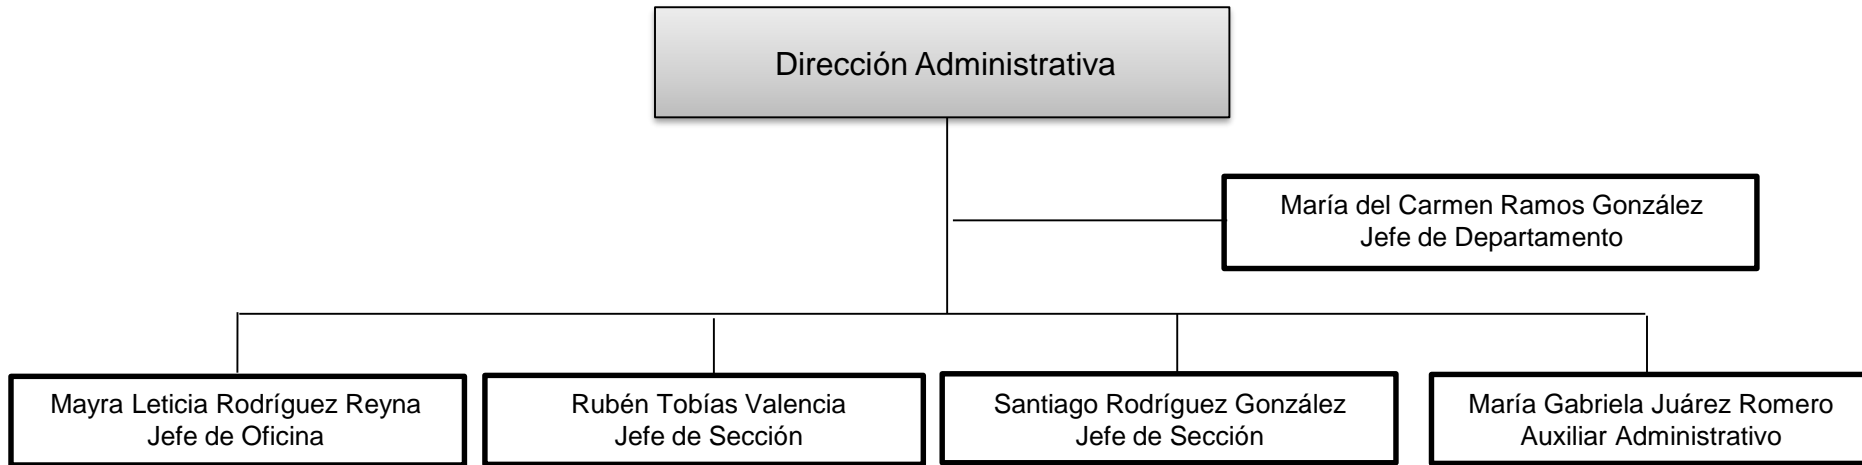 Dirección Administrativa
María del Carmen Ramos González
Jefe de Departamento
Mayra Leticia Rodríguez Reyna
Jefe de Oficina
Rubén Tobías Valencia
Jefe de Sección
Santiago Rodríguez González
Jefe de Sección
María Gabriela Juárez Romero
Auxiliar Administrativo